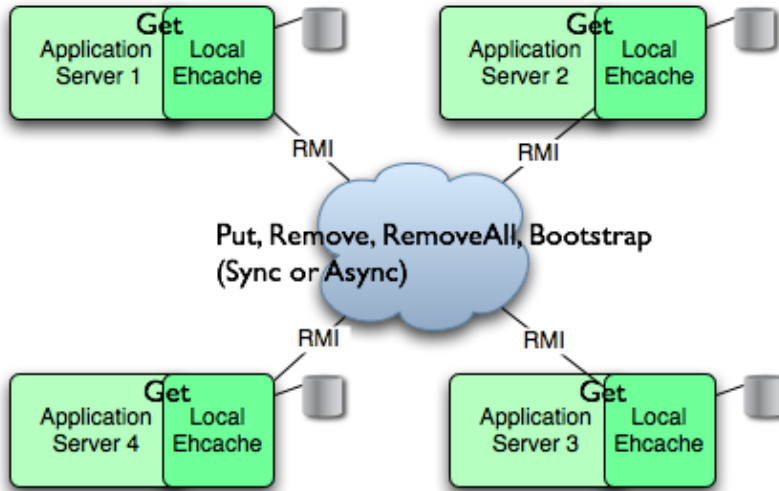 Get
Application
Server 1
Local
Ehcache
Get
Application
Server 2
Local
Ehcache
RMI
RMI
Put, Remove, RemoveAll, Bootstrap
(Sync or Async)
RMI
RMI
Get
Application
Server 4
Local
Ehcache
Get
Application
Server 3
Local
Ehcache